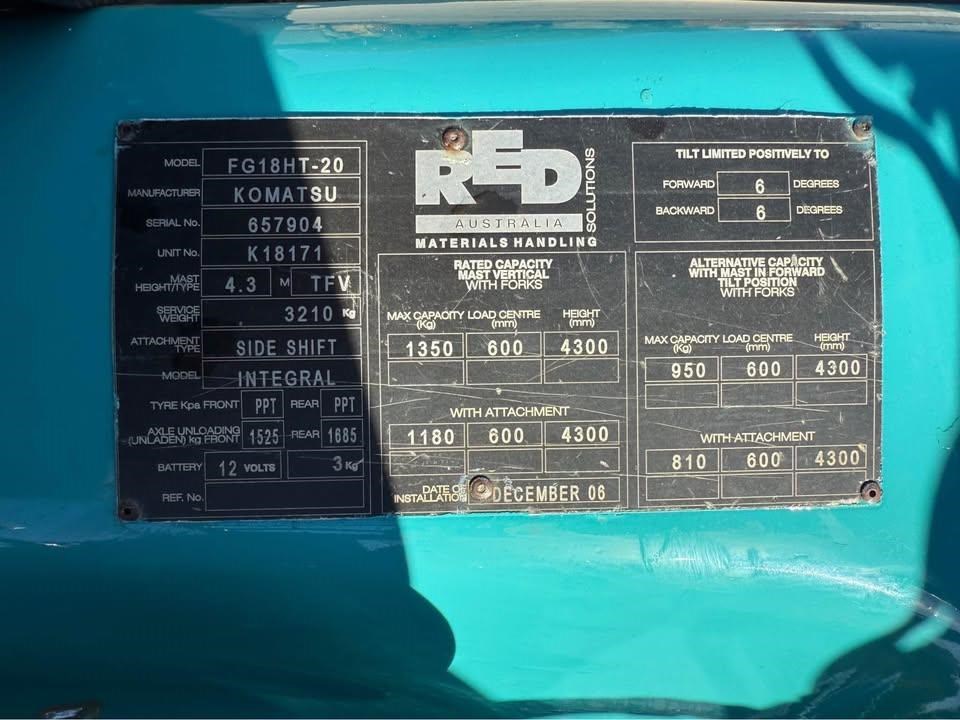 MODEL FG18HT-20
MANUFACTURER KOMATSU
SERIAL No. 657904
UNIT No. K18171
MAST HEIGHT/TYPE 4.3 M TFV
SERVICE WEIGHT 3210 Kg
ATTACHMENT TYPE SIDE SHIFT
MODEL INTEGRAL
TYRE Kpa FRONT PPT REAR PPT
AXLE UNLOADING (UNLADEN) kg FRONT 1525 REAR 1685
BATTERY 12 VOLTS 3 Kg
REF. No.
RED
SOLUTIONS
AUSTRALIA
MATERIALS HANDLING
RATED CAPACITY
MAST VERTICAL
WITH FORKS
MAX CAPACITY (Kg) LOAD CENTRE (mm) HEIGHT (mm)
1350 600 4300
WITH ATTACHMENT
1180 600 4300
DATE OF INSTALLATION DECEMBER 06
TILT LIMITED POSITIVELY TO
FORWARD 6 DEGREES
BACKWARD 6 DEGREES
ALTERNATIVE CAPACITY
WITH MAST IN FORWARD
TILT POSITION
WITH FORKS
MAX CAPACITY (Kg) LOAD CENTRE (mm) HEIGHT (mm)
950 600 4300
WITH ATTACHMENT
810 600 4300